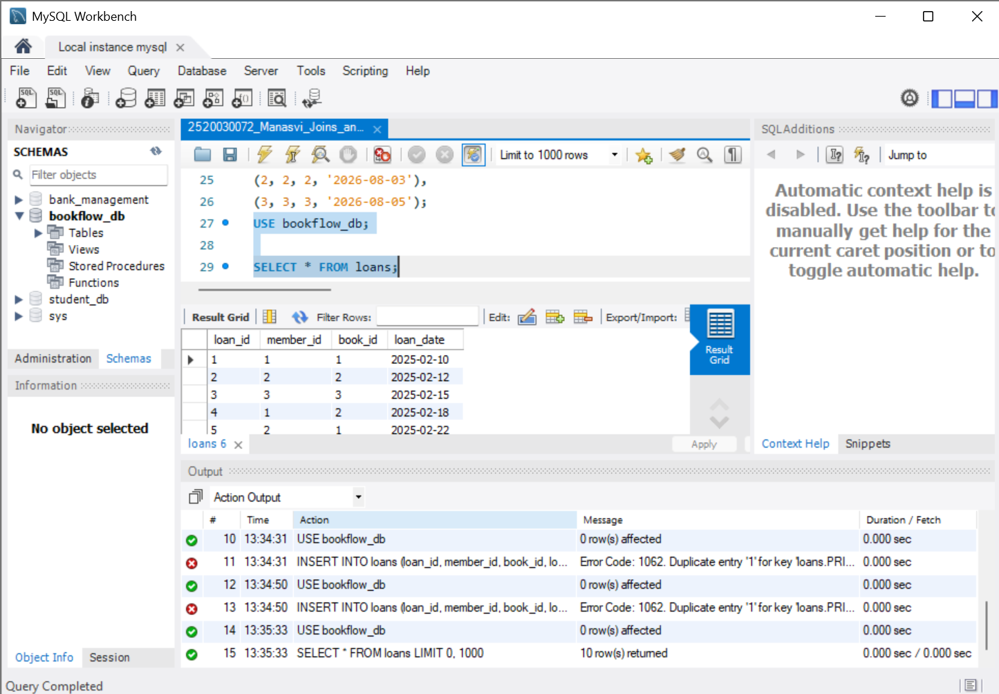 MySQL Workbench
Local instance mysql
File Edit View Query Database Server Tools Scripting Help
Navigator
SCHEMAS
Filter objects
bank_management
bookflow_db
Tables
Views
Stored Procedures
Functions
student_db
sys
Administration Schemas
Information
No object selected
Object Info Session
2520030072_Manasvi_Joins_an...
Limit to 1000 rows
25 (2, 2, 2, '2026-08-03'),
26 (3, 3, 3, '2026-08-05');
27 USE bookflow_db;
28
29 SELECT * FROM loans;
Result Grid Filter Rows: Edit: Export/Import:
loan_id member_id book_id loan_date
1 1 1 2025-02-10
2 2 2 2025-02-12
3 3 3 2025-02-15
4 1 2 2025-02-18
5 2 1 2025-02-22
Result
Grid
loans 6
Apply
SQLAdditions
Jump to
Automatic context help is
disabled. Use the toolbar to
manually get help for the
current caret position or to
toggle automatic help.
Context Help Snippets
Output
Action Output
# Time Action Message Duration / Fetch
10 13:34:31 USE bookflow_db 0 row(s) affected 0.000 sec
11 13:34:31 INSERT INTO loans (loan_id, member_id, book_id, lo... Error Code: 1062. Duplicate entry '1' for key 'loans.PRI... 0.000 sec
12 13:34:50 USE bookflow_db 0 row(s) affected 0.000 sec
13 13:34:50 INSERT INTO loans (loan_id, member_id, book_id, lo... Error Code: 1062. Duplicate entry '1' for key 'loans.PRI... 0.000 sec
14 13:35:33 USE bookflow_db 0 row(s) affected 0.000 sec
15 13:35:33 SELECT * FROM loans LIMIT 0, 1000 10 row(s) returned 0.000 sec / 0.000 sec
Query Completed